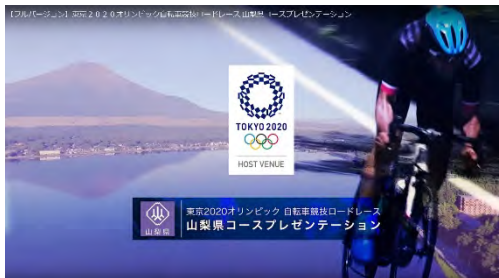 【フルバージョン】東京2020オリンピック自転車競技ロードレース 山梨県コースプレゼンテーション
TOKYO 2020
HOST VENUE
山梨県
東京2020オリンピック 自転車競技ロードレース
山梨県コースプレゼンテーション